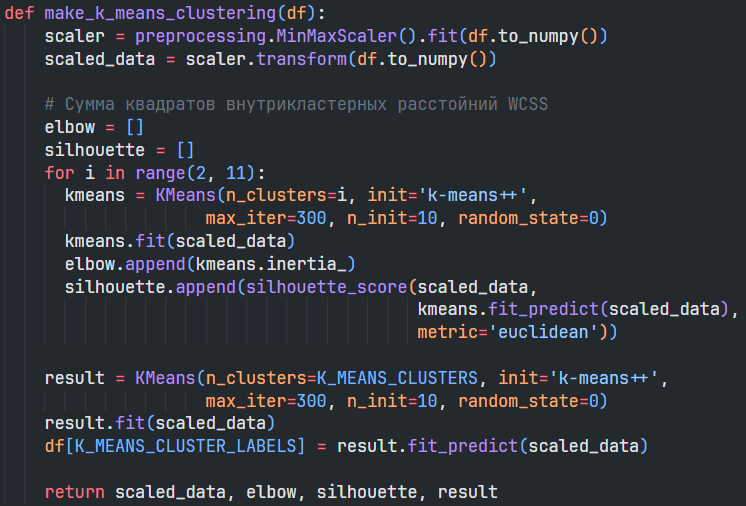 def make_k_means_clustering(df):
    scaler = preprocessing.MinMaxScaler().fit(df.to_numpy())
    scaled_data = scaler.transform(df.to_numpy())

    # Сумма квадратов внутрикластерных расстойний WCSS
    elbow = []
    silhouette = []
    for i in range(2, 11):
      kmeans = KMeans(n_clusters=i, init='k-means++',
                    max_iter=300, n_init=10, random_state=0)
      kmeans.fit(scaled_data)
      elbow.append(kmeans.inertia_)
      silhouette.append(silhouette_score(scaled_data,
                                         kmeans.fit_predict(scaled_data),
                                         metric='euclidean'))

    result = KMeans(n_clusters=K_MEANS_CLUSTERS, init='k-means++',
                    max_iter=300, n_init=10, random_state=0)
    result.fit(scaled_data)
    df[K_MEANS_CLUSTER_LABELS] = result.fit_predict(scaled_data)

    return scaled_data, elbow, silhouette, result